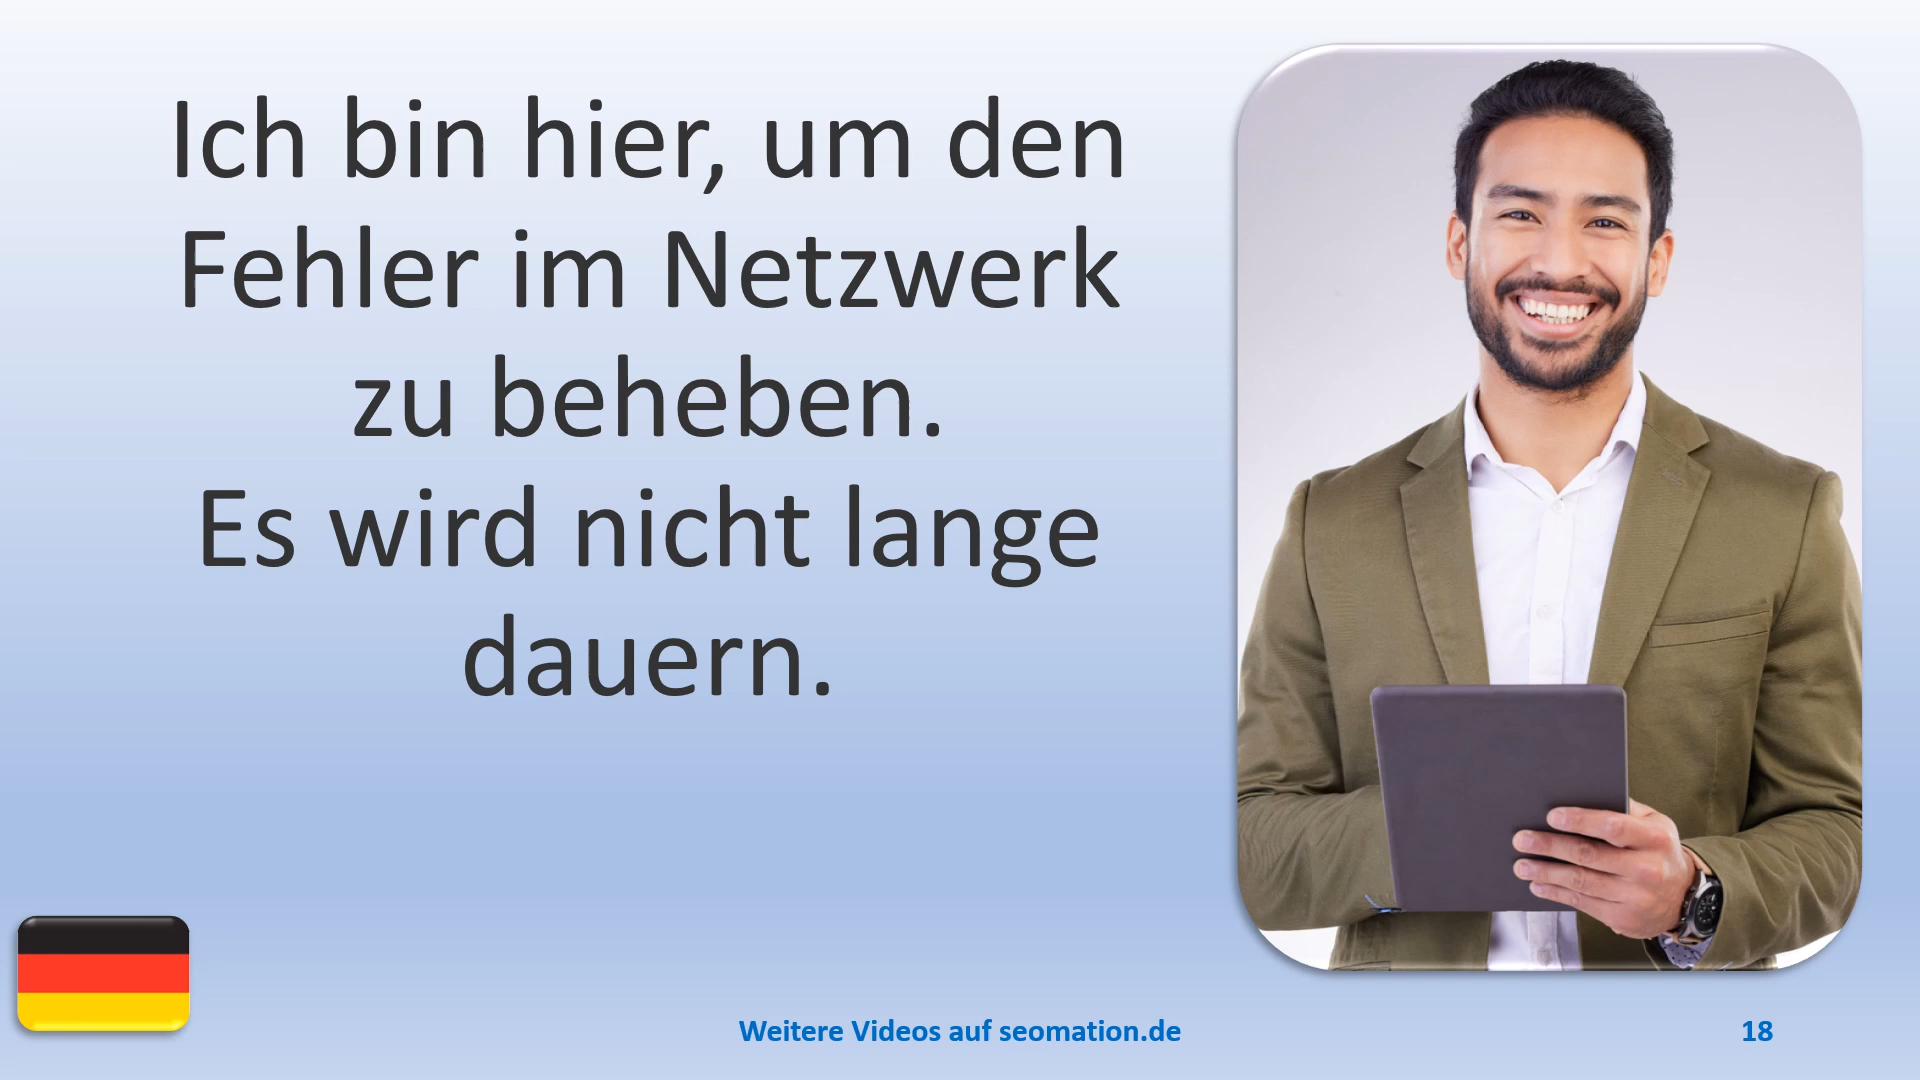 Ich bin hier, um den
Fehler im Netzwerk
zu beheben.
Es wird nicht lange
dauern.
Weitere Videos auf seomation.de
18